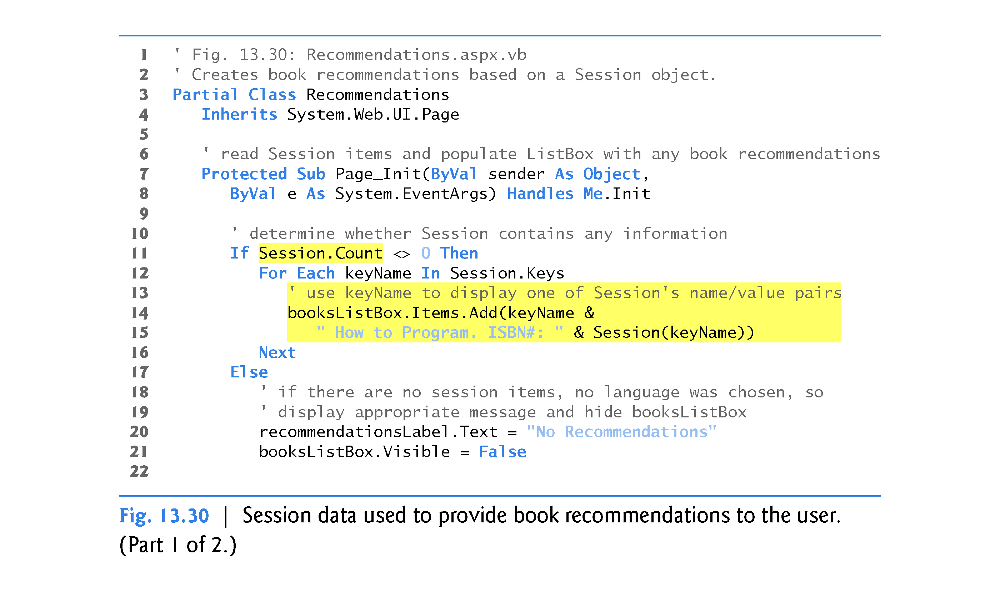 1 ' Fig. 13.30: Recommendations.aspx.vb
2 ' Creates book recommendations based on a Session object.
3 Partial Class Recommendations
4 Inherits System.Web.UI.Page
5
6 ' read Session items and populate ListBox with any book recommendations
7 Protected Sub Page_Init(ByVal sender As Object,
8 ByVal e As System.EventArgs) Handles Me.Init
9
10 ' determine whether Session contains any information
11 If Session.Count <> 0 Then
12 For Each keyName In Session.Keys
13 ' use keyName to display one of Session's name/value pairs
14 booksListBox.Items.Add(keyName &
15 " How to Program. ISBN#: " & Session(keyName))
16 Next
17 Else
18 ' if there are no session items, no language was chosen, so
19 ' display appropriate message and hide booksListBox
20 recommendationsLabel.Text = "No Recommendations"
21 booksListBox.Visible = False
22
Fig. 13.30 | Session data used to provide book recommendations to the user.
(Part 1 of 2.)